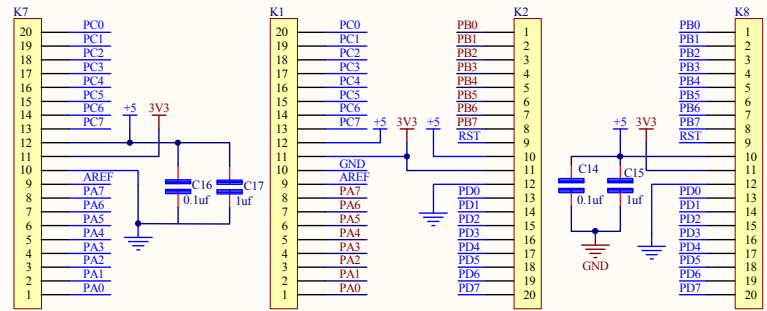 K7 K1 K2 K8
20 PC0 20 PC0 PB0 1 PB0 1
19 PC1 19 PC1 PB1 2 PB1 2
18 PC2 18 PC2 PB2 3 PB2 3
17 PC3 17 PC3 PB3 4 PB3 4
16 PC4 16 PC4 PB4 5 PB4 5
15 PC5 15 PC5 PB5 6 PB5 6
14 PC6 +5 3V3 14 PC6 PB6 7 PB6 7
13 PC7 13 PC7 +5 3V3 +5 PB7 8 +5 3V3 PB7 8
12 12 RST 9 RST 9
11 11 10 10
10 10 GND 11 C14 C15 11
9 AREF C16 C17 9 AREF 12 12
8 PA7 0.1uf 1uf 8 PA7 PD0 13 0.1uf 1uf PD0 13
7 PA6 7 PA6 PD1 14 PD1 14
6 PA5 6 PA5 PD2 15 PD2 15
5 PA4 5 PA4 PD3 16 PD3 16
4 PA3 4 PA3 PD4 17 PD4 17
3 PA2 3 PA2 PD5 18 GND PD5 18
2 PA1 2 PA1 PD6 19 PD6 19
1 PA0 1 PA0 PD7 20 PD7 20